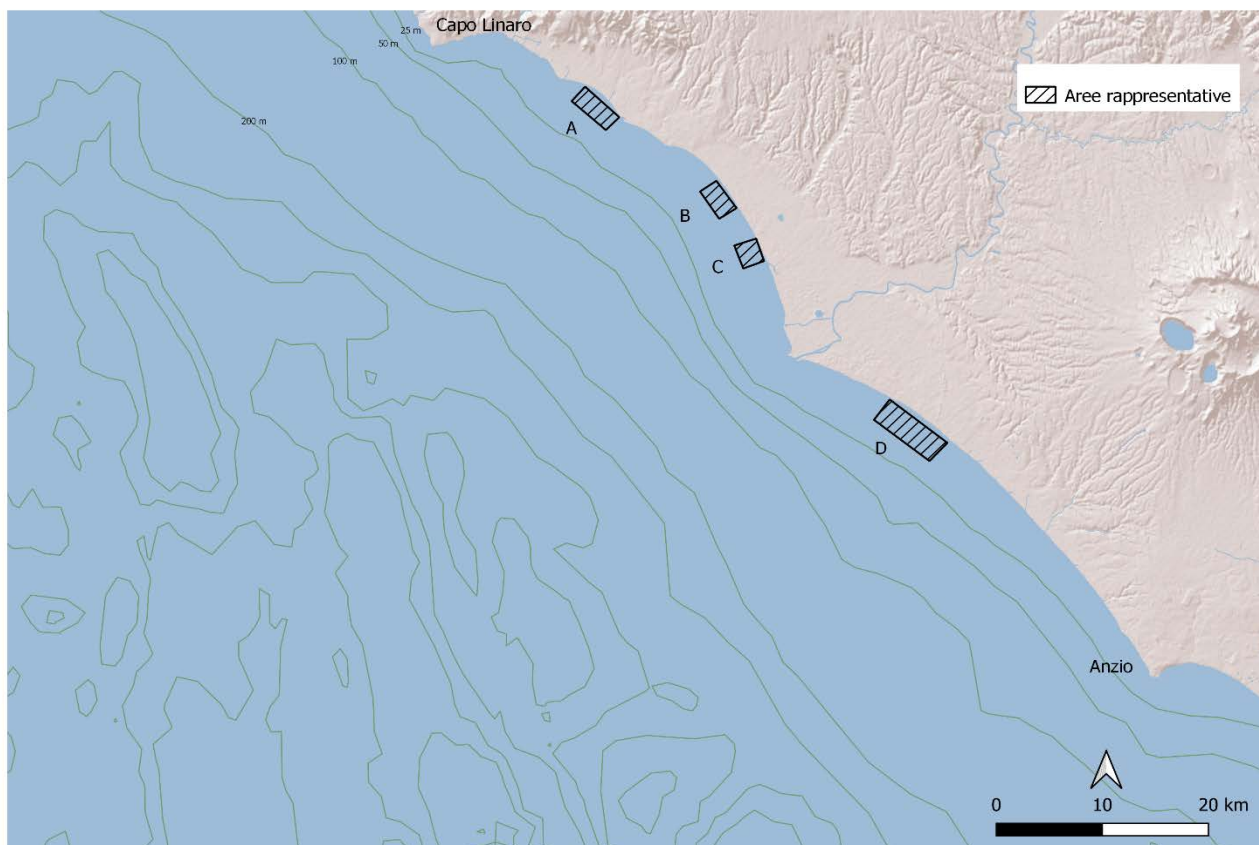 Capo Linaro
25 m
50 m
100 m
200 m
Aree rappresentative
A
B
C
D
Anzio
0 10 20 km